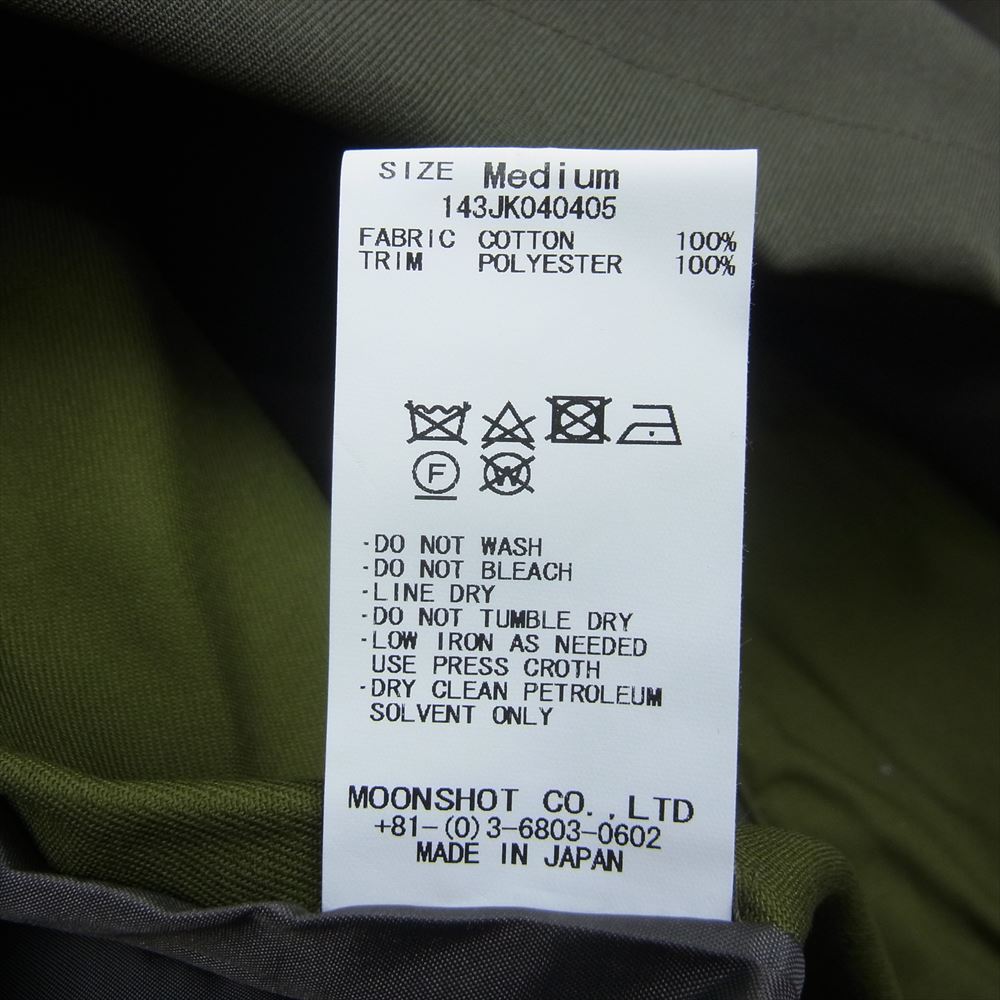 SIZE Medium
143JK040405
FABRIC COTTON 100%
TRIM POLYESTER 100%
F W
·DO NOT WASH
·DO NOT BLEACH
·LINE DRY
·DO NOT TUMBLE DRY
·LOW IRON AS NEEDED
USE PRESS CROTH
·DRY CLEAN PETROLEUM
SOLVENT ONLY
MOONSHOT CO.,LTD
+81-(0)3-6803-0602
MADE IN JAPAN